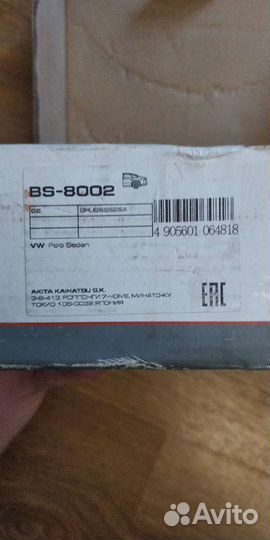 BS-8002
OE
4 905601 064818
VW Polo Sedan
EAC
AKITA KAIHATSU G.K.
3-8-413, РОППОНГИ 7-ЧОМЕ, МИНАТО-КУ
ТОКИО 106-0032 ЯПОНИЯ
Avito